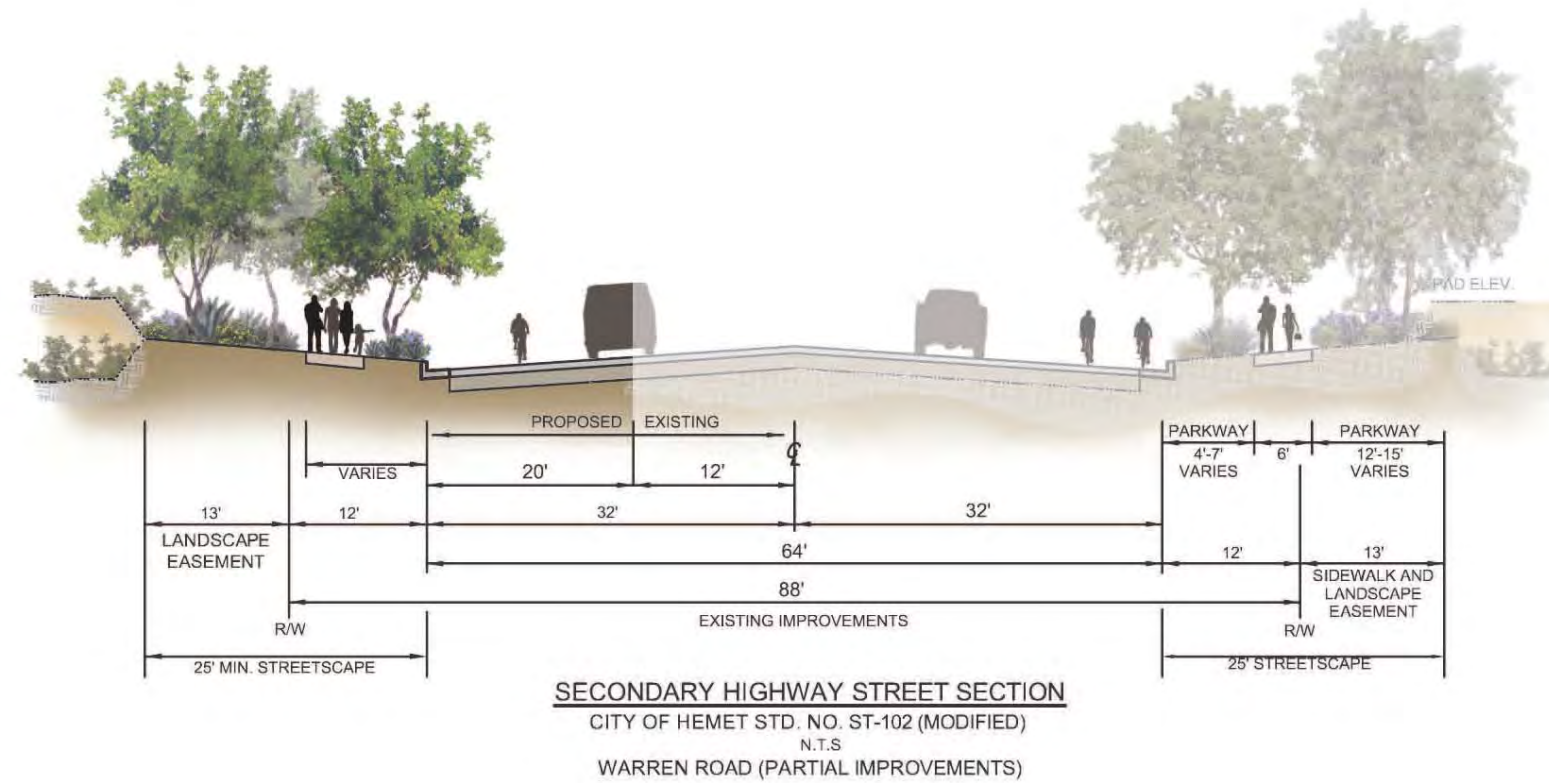 PAD ELEV.
PROPOSED EXISTING
℄
PARKWAY
4'-7'
VARIES
6'
PARKWAY
12'-15'
VARIES
VARIES
20' 12'
13' 12' 32' 32'
LANDSCAPE
EASEMENT
64'
12' 13'
SIDEWALK AND
LANDSCAPE
EASEMENT
88'
EXISTING IMPROVEMENTS
R/W R/W
25' MIN. STREETSCAPE 25' STREETSCAPE
SECONDARY HIGHWAY STREET SECTION
CITY OF HEMET STD. NO. ST-102 (MODIFIED)
N.T.S
WARREN ROAD (PARTIAL IMPROVEMENTS)